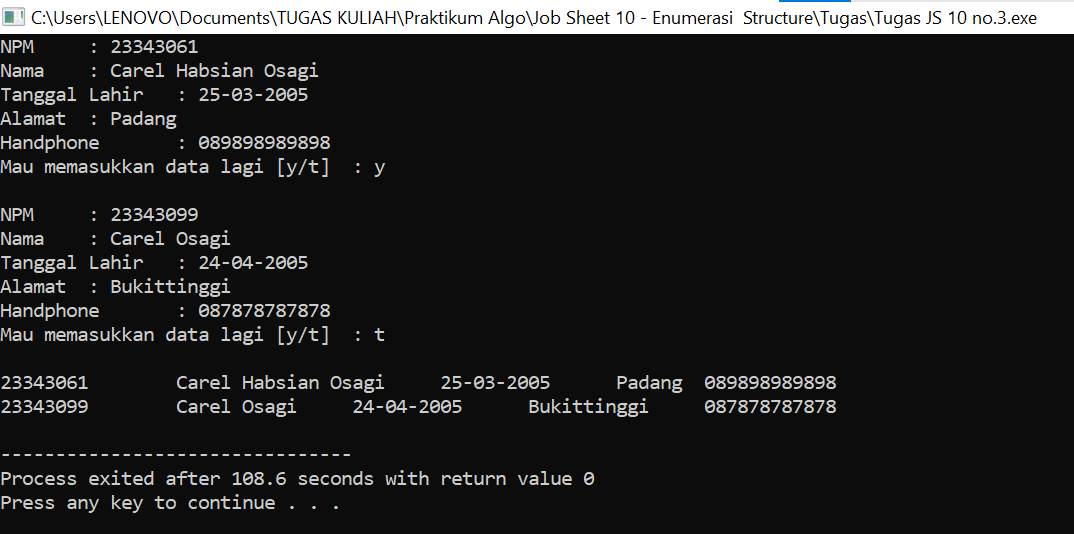 C:\Users\LENOVO\Documents\TUGAS KULIAH\Praktikum Algo\Job Sheet 10 - Enumerasi  Structure\Tugas\Tugas JS 10 no.3.exe
NPM     : 23343061
Nama    : Carel Habsian Osagi
Tanggal Lahir   : 25-03-2005
Alamat  : Padang
Handphone       : 089898989898
Mau memasukkan data lagi [y/t]  : y
NPM     : 23343099
Nama    : Carel Osagi
Tanggal Lahir   : 24-04-2005
Alamat  : Bukittinggi
Handphone       : 087878787878
Mau memasukkan data lagi [y/t]  : t
23343061        Carel Habsian Osagi     25-03-2005      Padang  089898989898
23343099        Carel Osagi     24-04-2005      Bukittinggi     087878787878
--------------------------------
Process exited after 108.6 seconds with return value 0
Press any key to continue . . .